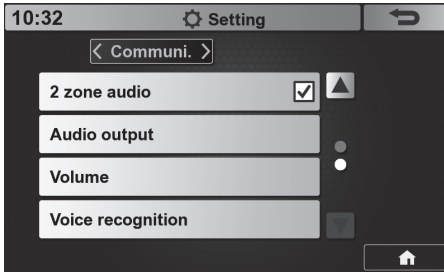 10:32 Setting
< Communi. >
2 zone audio
Audio output
Volume
Voice recognition